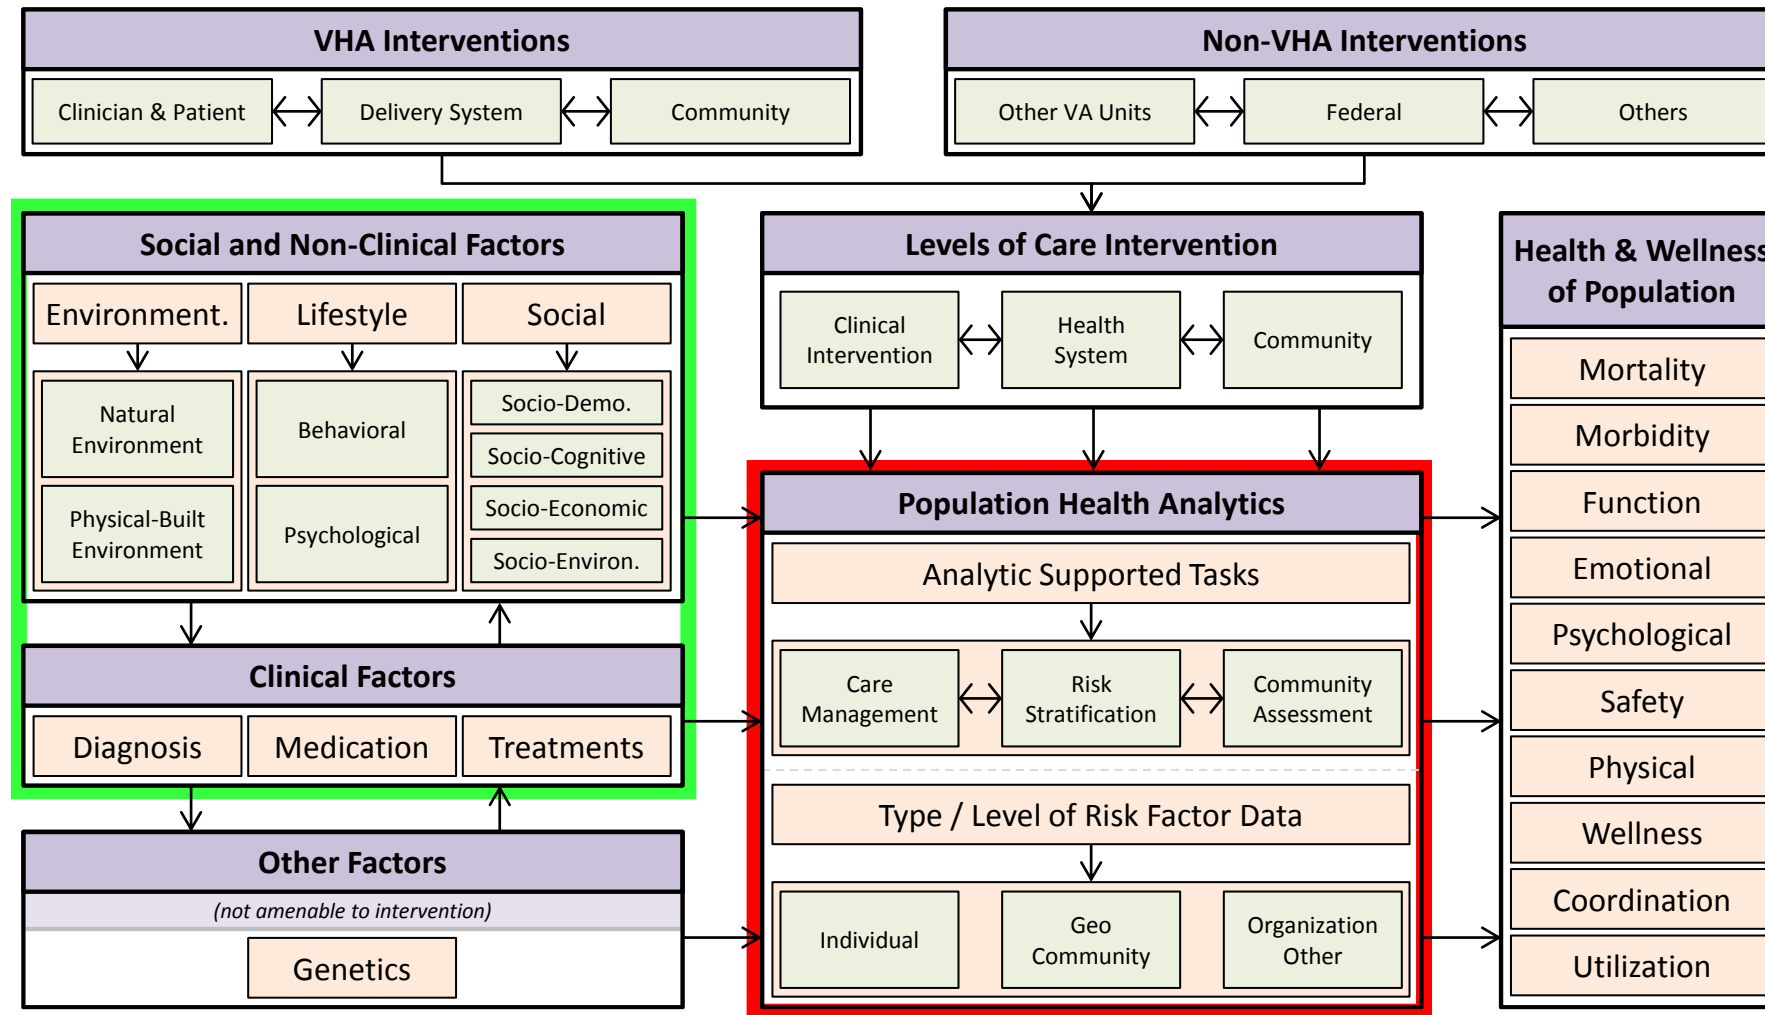 VHA Interventions
Clinician & Patient
Delivery System
Community
Non-VHA Interventions
Other VA Units
Federal
Others
Social and Non-Clinical Factors
Environment.
Lifestyle
Social
Natural
Environment
Physical-Built
Environment
Behavioral
Psychological
Socio-Demo.
Socio-Cognitive
Socio-Economic
Socio-Environ.
Clinical Factors
Diagnosis
Medication
Treatments
Other Factors
(not amenable to intervention)
Genetics
Levels of Care Intervention
Clinical
Intervention
Health
System
Community
Population Health Analytics
Analytic Supported Tasks
Care
Management
Risk
Stratification
Community
Assessment
Type / Level of Risk Factor Data
Individual
Geo
Community
Organization
Other
Health & Wellness
of Population
Mortality
Morbidity
Function
Emotional
Psychological
Safety
Physical
Wellness
Coordination
Utilization